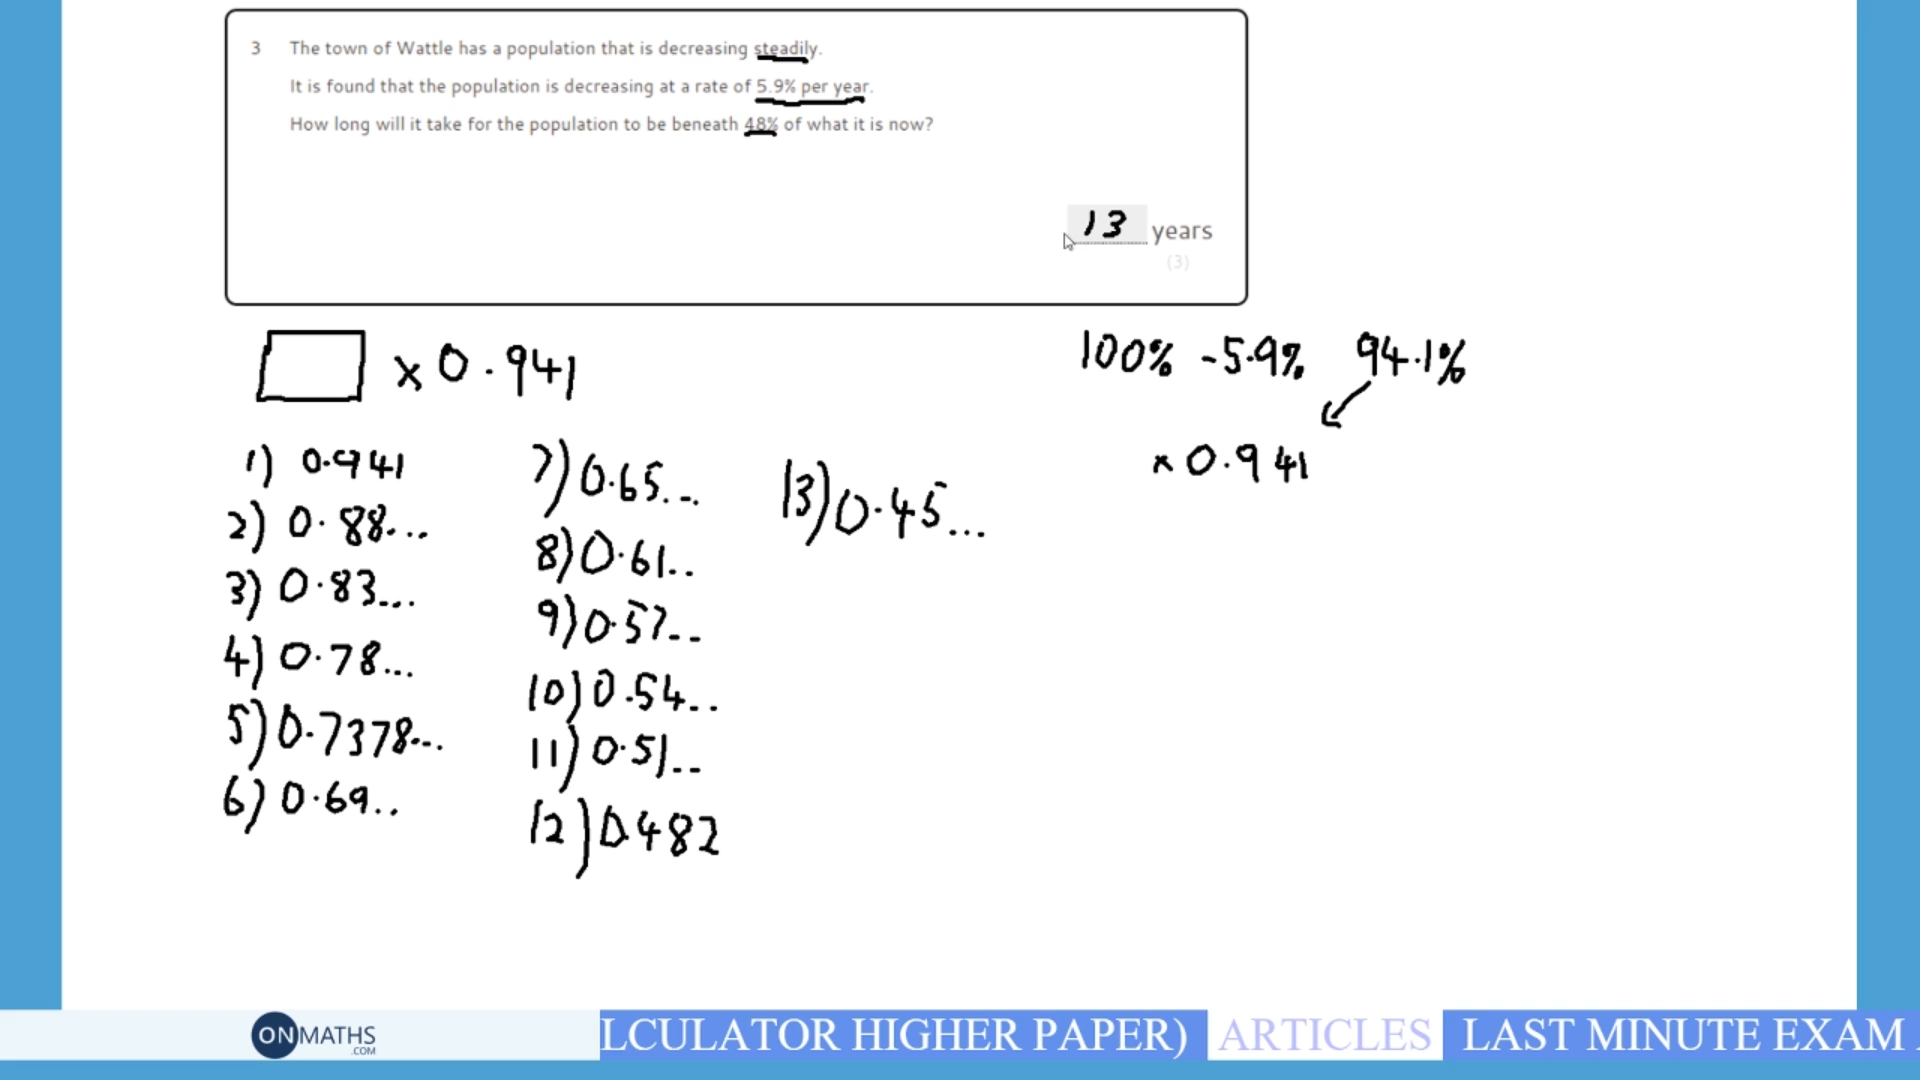 3 The town of Wattle has a population that is decreasing steadily.
It is found that the population is decreasing at a rate of 5.9% per year.
How long will it take for the population to be beneath 48% of what it is now?
13 years
(3)
× 0.941
100% -5.9% 94.1%
× 0.941
1) 0.941
2) 0.88...
3) 0.83...
4) 0.78...
5) 0.7378...
6) 0.69..
7) 0.65...
8) 0.61..
9) 0.57..
10) 0.54..
11) 0.51..
12) 0.482
13) 0.45...
ONMATHS
.COM
LCULATOR HIGHER PAPER) ARTICLES LAST MINUTE EXAM